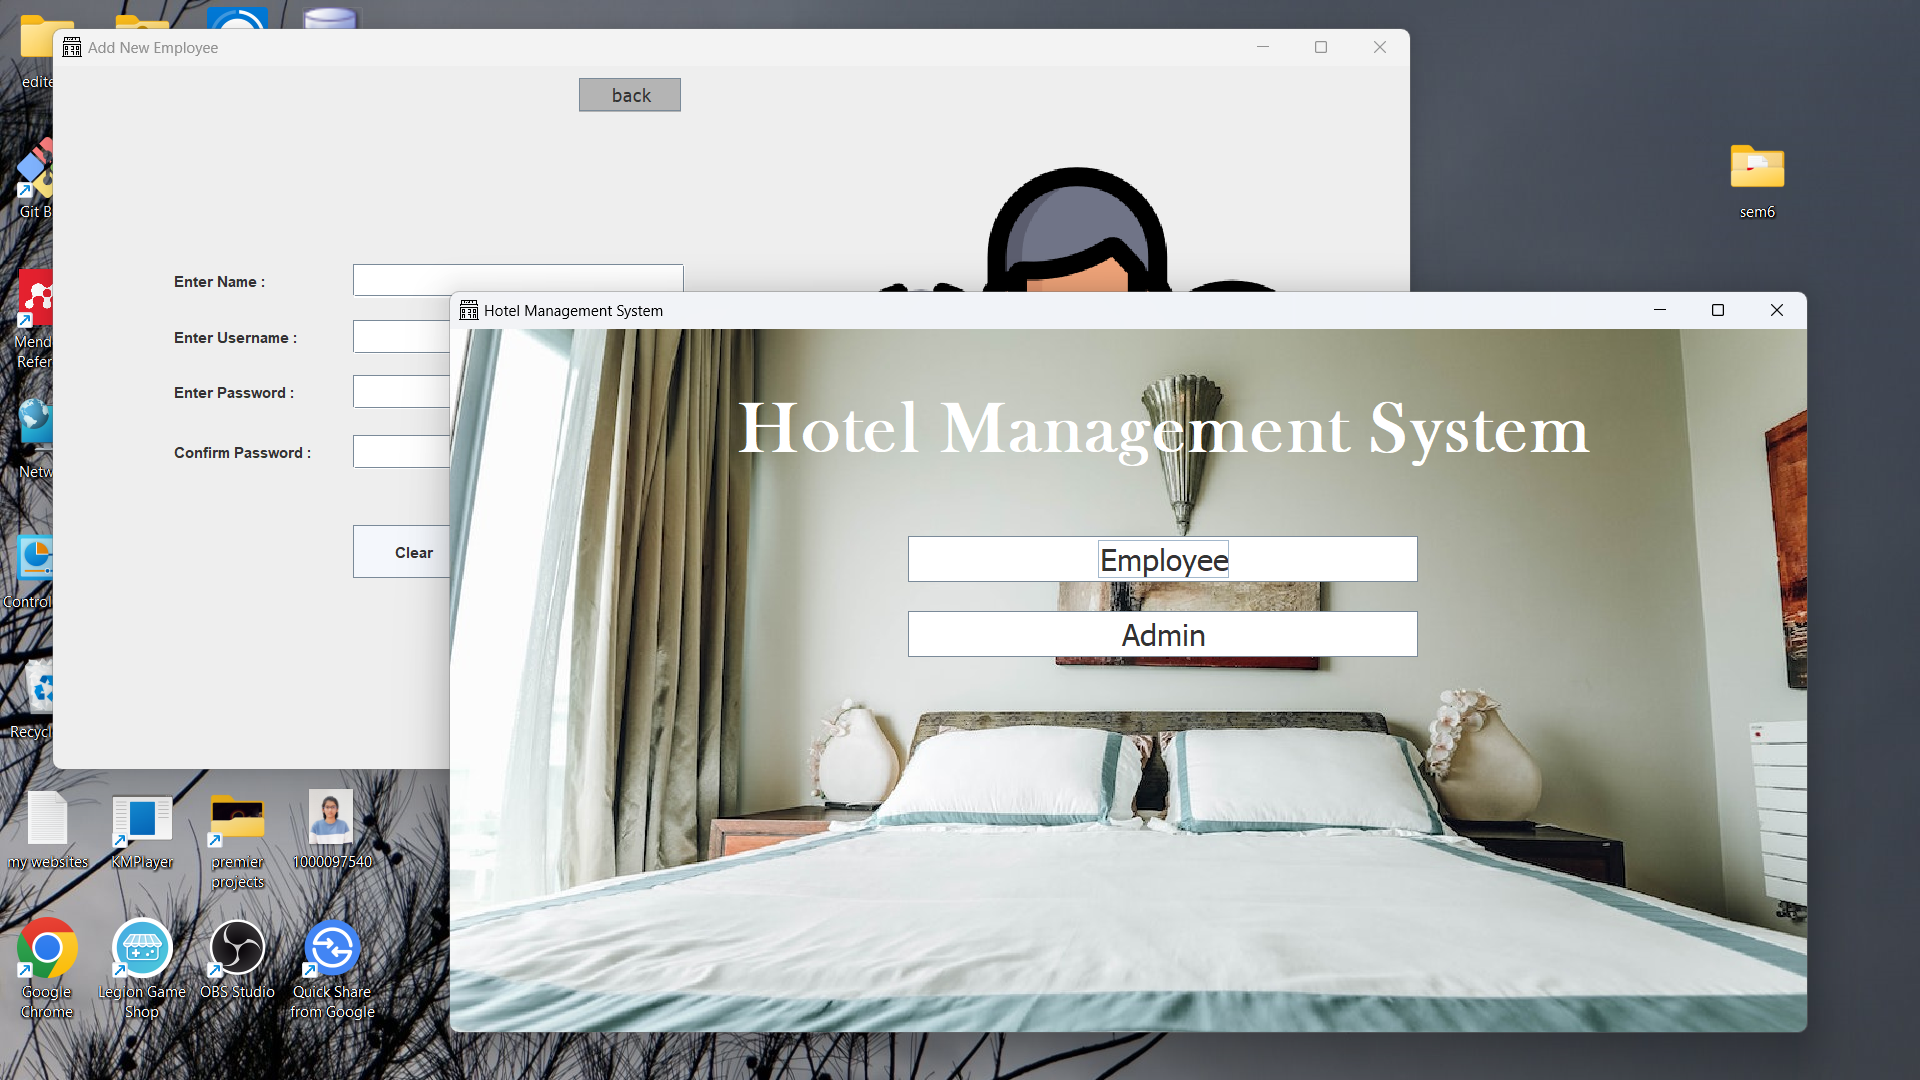 edite
Add New Employee
back
Git B
sem6
Enter Name :
Enter Username :
Enter Password :
Confirm Password :
Clear
Hotel Management System
Hotel Management System
Employee
Admin
Mend
Refer
Netw
Control
Recycl
my websites
KMPlayer
premier
projects
1000097540
Google
Chrome
Legion Game
Shop
OBS Studio
Quick Share
from Google